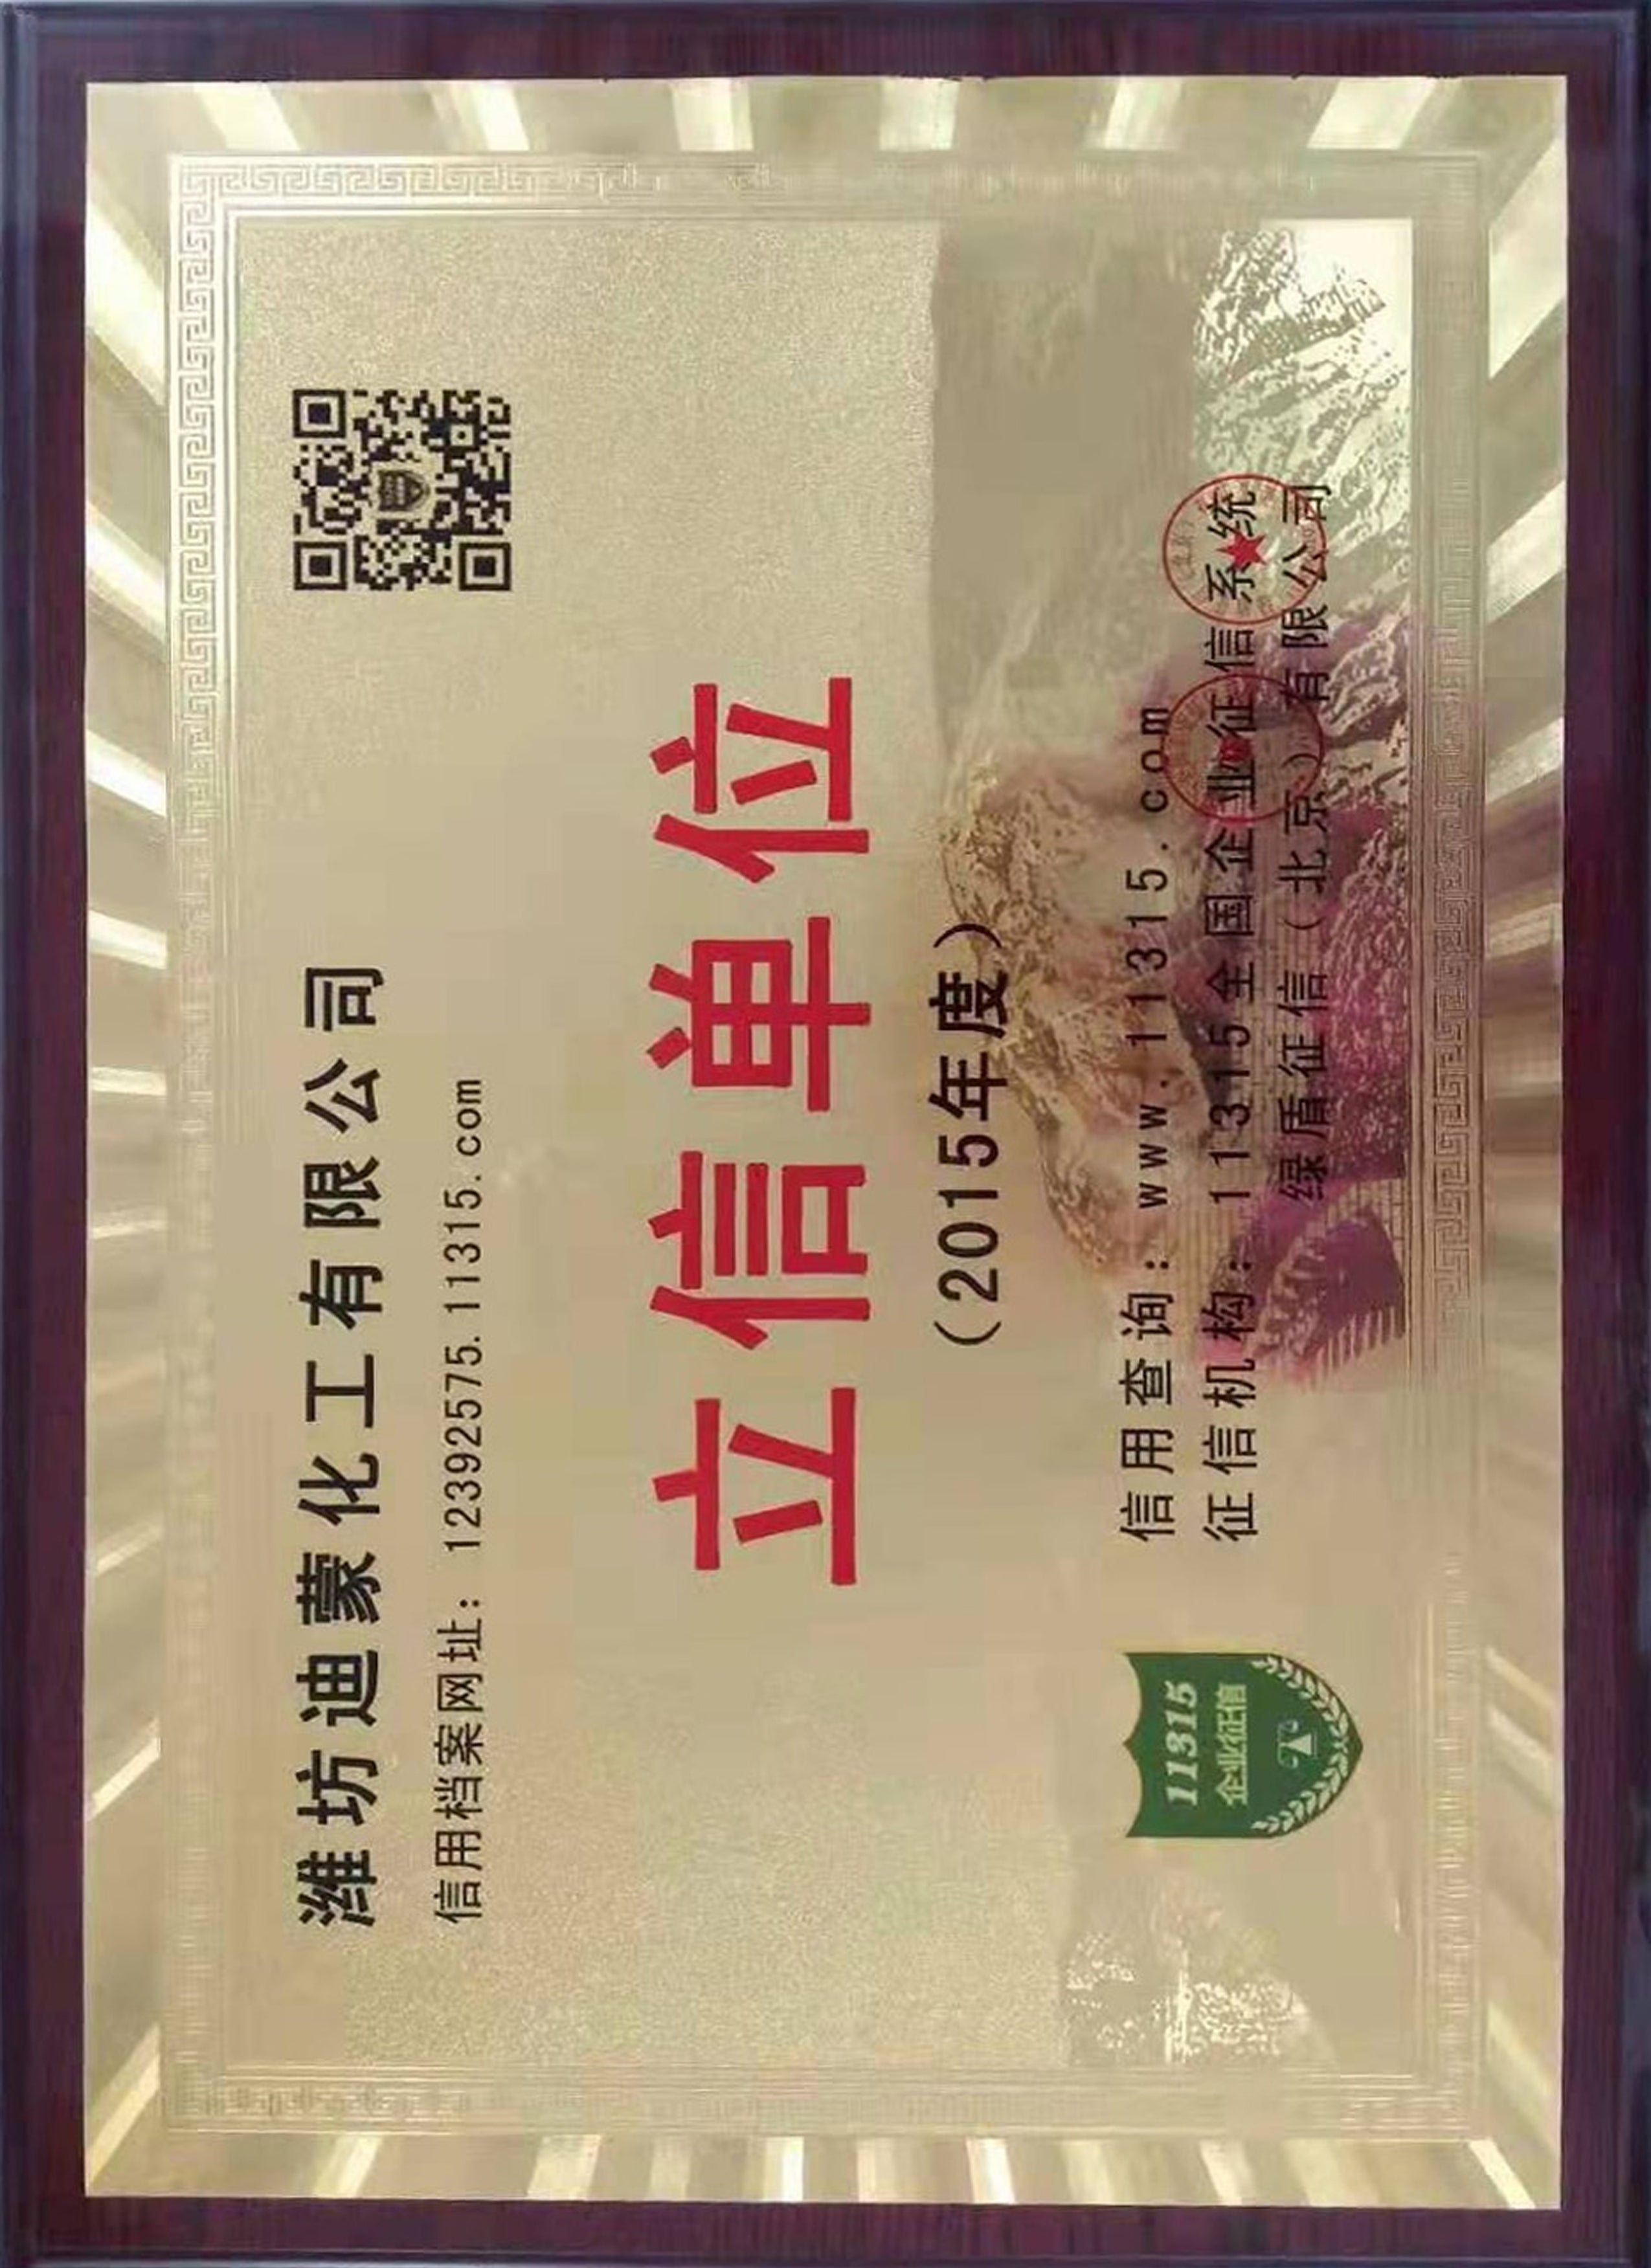 潍坊迪蒙化工有限公司
信用档案网址：12392575.11315.com
立信单位
（2015年度）
11315
企业征信
信用查询：www.11315.com
征信机构：11315全国企业征信系统
绿盾征信（北京）有限公司